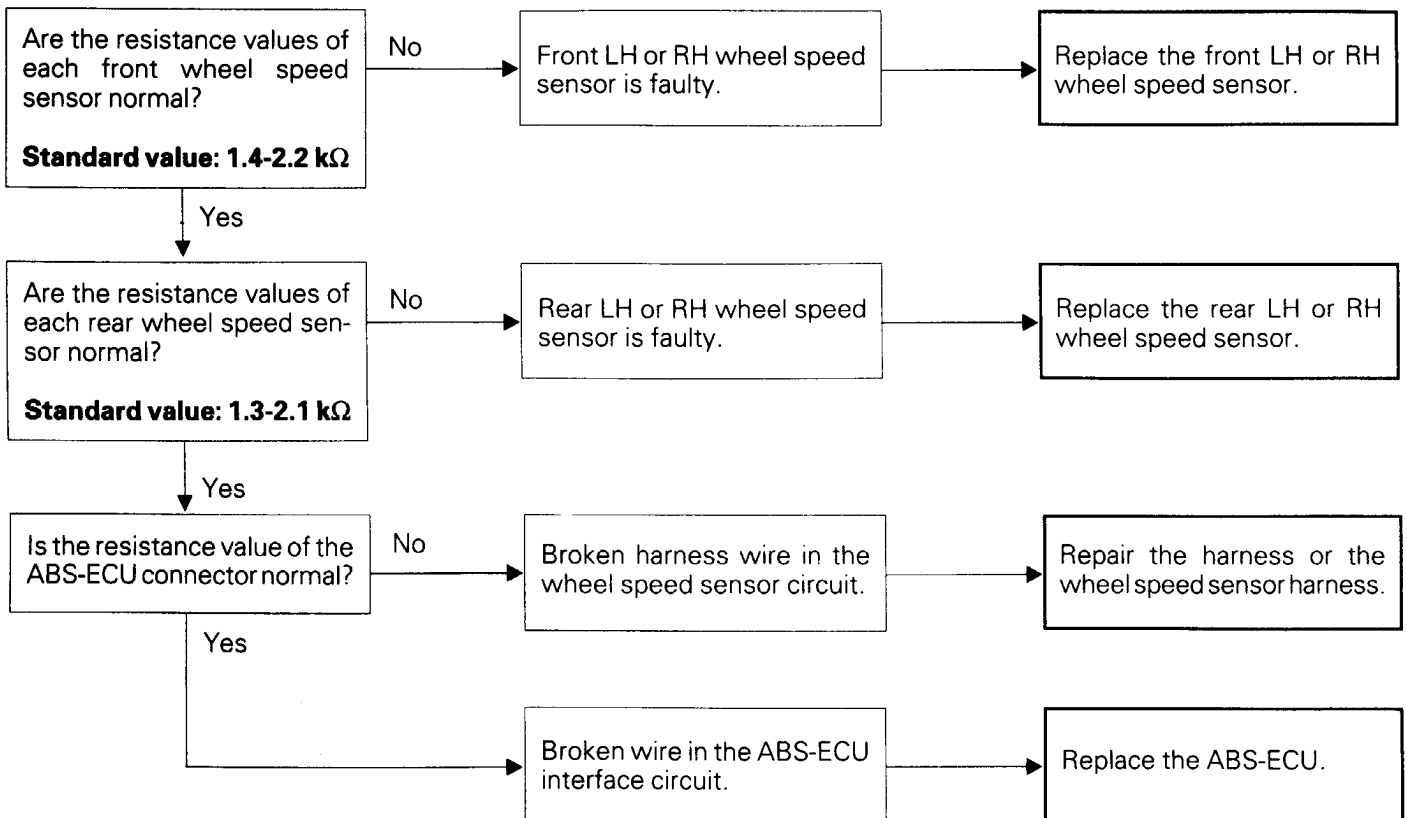 Are the resistance values of
each front wheel speed
sensor normal?
Standard value: 1.4-2.2 kΩ
No
Front LH or RH wheel speed
sensor is faulty.
Replace the front LH or RH
wheel speed sensor.
Yes
Are the resistance values of
each rear wheel speed sen-
sor normal?
Standard value: 1.3-2.1 kΩ
No
Rear LH or RH wheel speed
sensor is faulty.
Replace the rear LH or RH
wheel speed sensor.
Yes
Is the resistance value of the
ABS-ECU connector normal?
No
Broken harness wire in the
wheel speed sensor circuit.
Repair the harness or the
wheel speed sensor harness.
Yes
Broken wire in the ABS-ECU
interface circuit.
Replace the ABS-ECU.